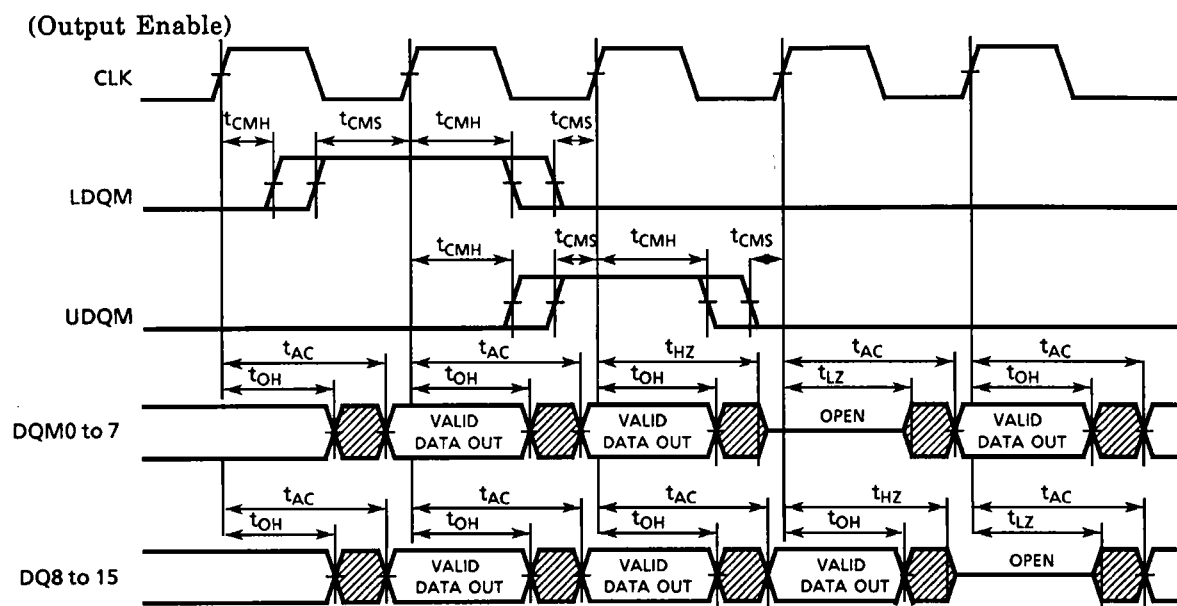 (Output Enable)
CLK
tCMH tCMS tCMH tCMS
LDQM
tCMH tCMS tCMH tCMS
UDQM
tAC tAC tHZ tAC tAC
tOH tOH tOH tLZ tOH
DQM0 to 7
VALID DATA OUT
VALID DATA OUT
OPEN
VALID DATA OUT
tAC tAC tAC tHZ tAC
tOH tOH tOH tOH tLZ
DQ8 to 15
VALID DATA OUT
VALID DATA OUT
VALID DATA OUT
OPEN